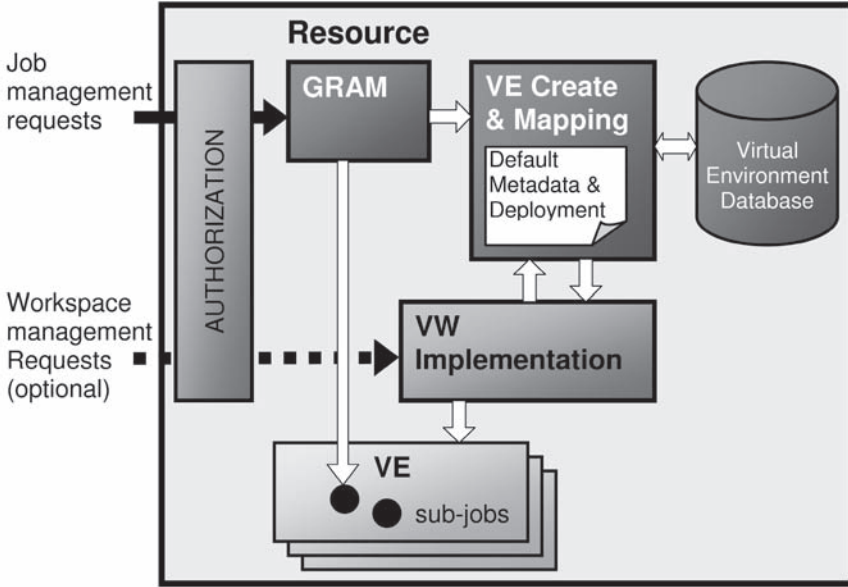 Resource
Job
management
requests
GRAM
VE Create
& Mapping
Default
Metadata &
Deployment
Virtual
Environment
Database
AUTHORIZATION
Workspace
management
Requests
(optional)
VW
Implementation
VE
sub-jobs